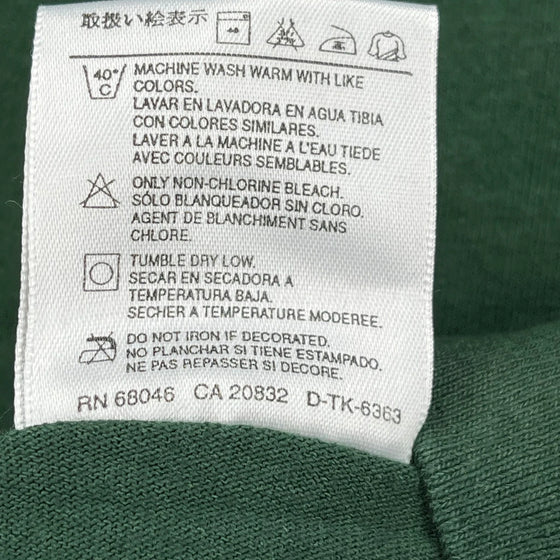 取扱い絵表示
40
40°
C
MACHINE WASH WARM WITH LIKE
COLORS.
LAVAR EN LAVADORA EN AGUA TIBIA
CON COLORES SIMILARES.
LAVER A LA MACHINE A L'EAU TIEDE
AVEC COULEURS SEMBLABLES.
ONLY NON-CHLORINE BLEACH.
SÓLO BLANQUEADOR SIN CLORO.
AGENT DE BLANCHIMENT SANS
CHLORE.
TUMBLE DRY LOW.
SECAR EN SECADORA A
TEMPERATURA BAJA.
SECHER A TEMPERATURE MODEREE.
DO NOT IRON IF DECORATED.
NO PLANCHAR SI TIENE ESTAMPADO.
NE PAS REPASSER SI DECORE.
RN 68046 CA 20832 D-TK-6363